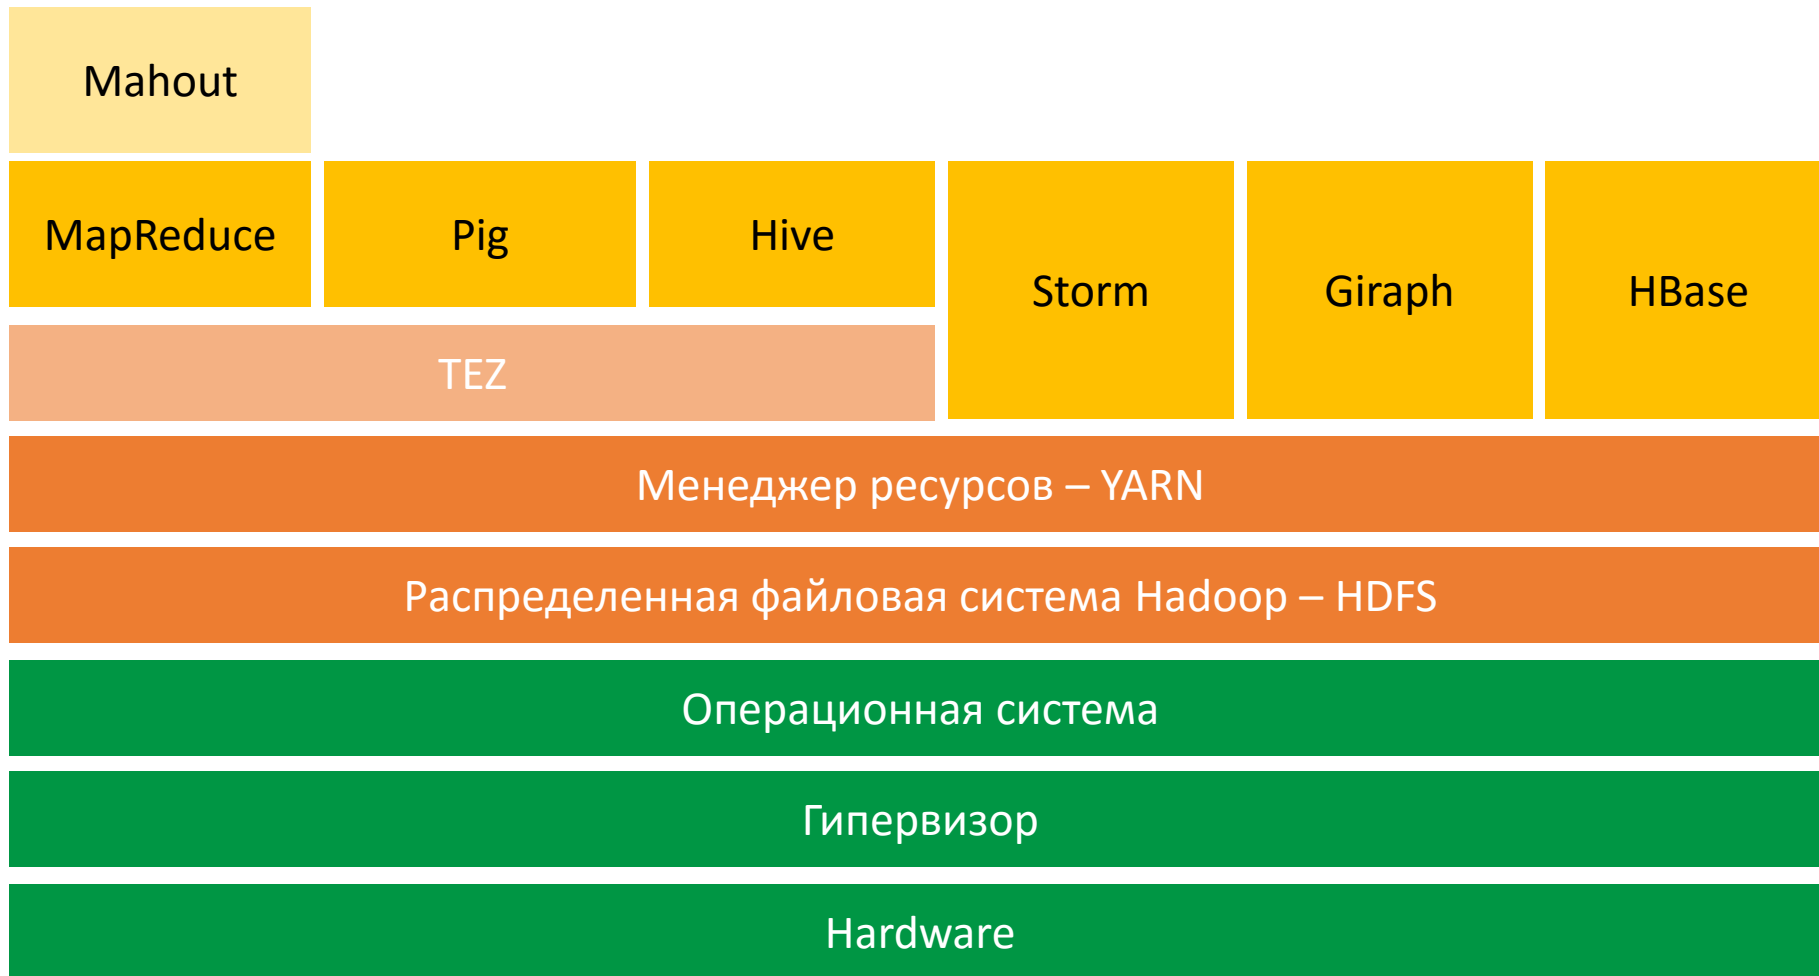 Mahout
MapReduce
Pig
Hive
Storm
Giraph
HBase
TEZ
Менеджер ресурсов – YARN
Распределенная файловая система Hadoop – HDFS
Операционная система
Гипервизор
Hardware